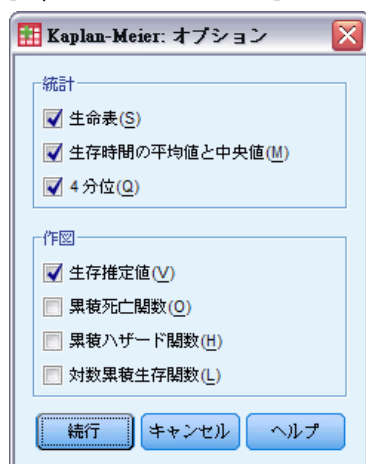 Kaplan-Meier: オプション
統計
生命表(S)
生存時間の平均値と中央値(M)
4 分位(Q)
作図
生存推定値(V)
累積死亡関数(O)
累積ハザード関数(H)
対数累積生存関数(L)
続行 キャンセル ヘルプ